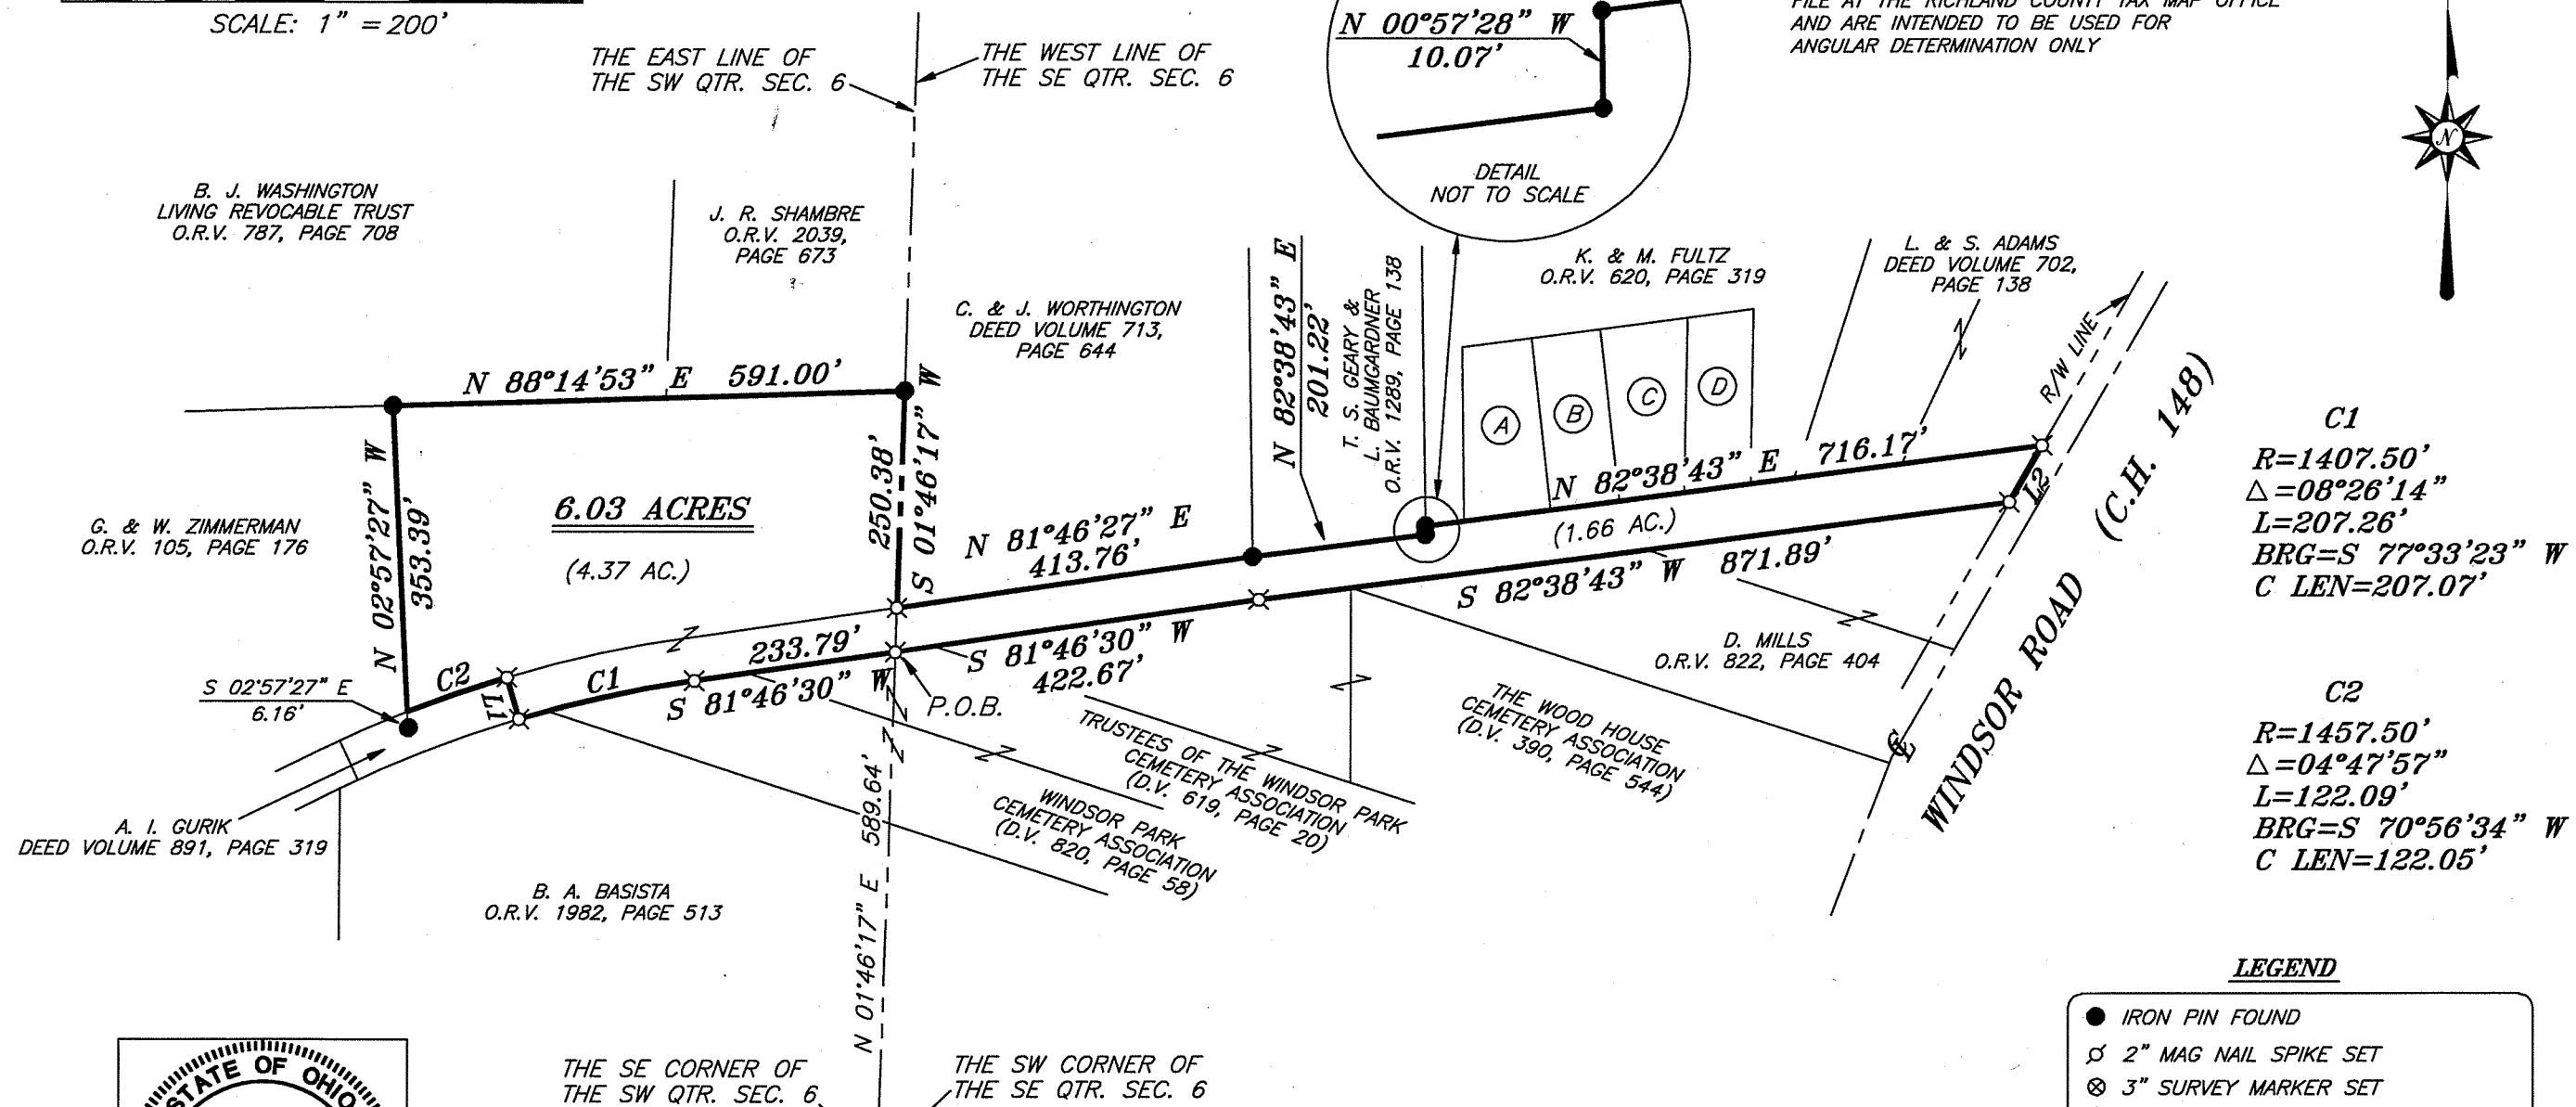 SCALE: 1" = 200'
THE EAST LINE OF
THE SW QTR. SEC. 6
THE WEST LINE OF
THE SE QTR. SEC. 6
N 00°57'28" W
10.07'
DETAIL
NOT TO SCALE
FILE AT THE RICHLAND COUNTY TAX MAP OFFICE
AND ARE INTENDED TO BE USED FOR
ANGULAR DETERMINATION ONLY
N
B. J. WASHINGTON
LIVING REVOCABLE TRUST
O.R.V. 787, PAGE 708
J. R. SHAMBRE
O.R.V. 2039,
PAGE 673
C. & J. WORTHINGTON
DEED VOLUME 713,
PAGE 644
N 82°38'43" E
201.22'
T. S. GEARY &
L. BAUMGARDNER
O.R.V. 1289, PAGE 138
K. & M. FULTZ
O.R.V. 620, PAGE 319
L. & S. ADAMS
DEED VOLUME 702,
PAGE 138
R/W LINE
N 88°14'53" E 591.00'
N 02°57'27" W
353.39'
6.03 ACRES
(4.37 AC.)
250.38'
S 01°46'17" W
G. & W. ZIMMERMAN
O.R.V. 105, PAGE 176
N 81°46'27" E
413.76'
A
B
C
D
N 82°38'43" E 716.17'
(1.66 AC.)
S 82°38'43" W 871.89'
L2
WINDSOR ROAD (C.H. 148)
C1
R=1407.50'
△=08°26'14"
L=207.26'
BRG=S 77°33'23" W
C LEN=207.07'
C2
R=1457.50'
△=04°47'57"
L=122.09'
BRG=S 70°56'34" W
C LEN=122.05'
S 02°57'27" E
6.16'
C2
L1
C1
233.79'
S 81°46'30" W
P.O.B.
S 81°46'30" W
422.67'
D. MILLS
O.R.V. 822, PAGE 404
THE WOOD HOUSE
CEMETERY ASSOCIATION
(D.V. 390, PAGE 544)
TRUSTEES OF THE WINDSOR PARK
CEMETERY ASSOCIATION
(D.V. 619, PAGE 20)
WINDSOR PARK
CEMETERY ASSOCIATION
(D.V. 820, PAGE 58)
A. I. GURIK
DEED VOLUME 891, PAGE 319
B. A. BASISTA
O.R.V. 1982, PAGE 513
N 01°46'17" E 589.64'
THE SE CORNER OF
THE SW QTR. SEC. 6
THE SW CORNER OF
THE SE QTR. SEC. 6
STATE OF OHIO
LEGEND
IRON PIN FOUND
2" MAG NAIL SPIKE SET
3" SURVEY MARKER SET